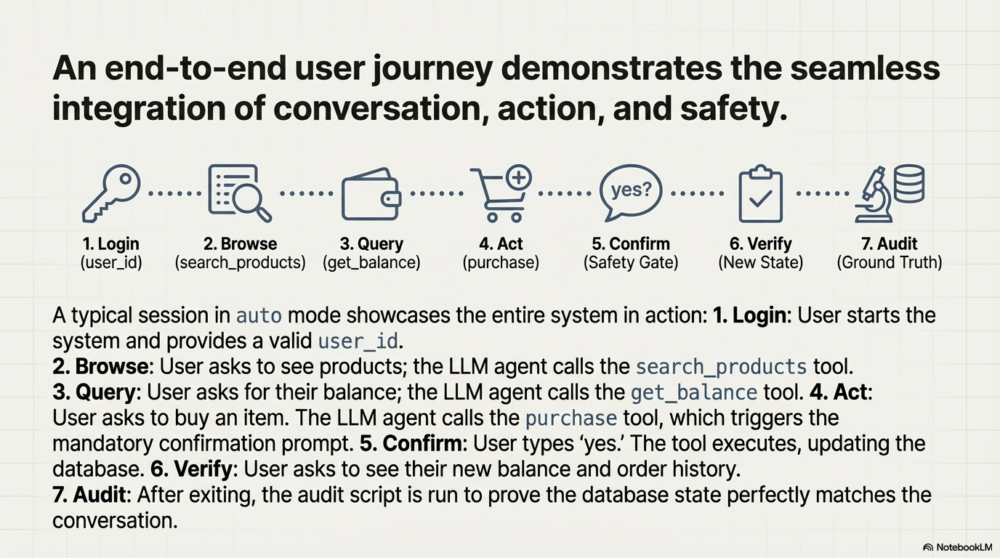 An end-to-end user journey demonstrates the seamless
integration of conversation, action, and safety.
yes?
1. Login
(user_id)
2. Browse
(search_products)
3. Query
(get_balance)
4. Act
(purchase)
5. Confirm
(Safety Gate)
6. Verify
(New State)
7. Audit
(Ground Truth)
A typical session in auto mode showcases the entire system in action: 1. Login: User starts the
system and provides a valid user_id.
2. Browse: User asks to see products; the LLM agent calls the search_products tool.
3. Query: User asks for their balance; the LLM agent calls the get_balance tool. 4. Act:
User asks to buy an item. The LLM agent calls the purchase tool, which triggers the
mandatory confirmation prompt. 5. Confirm: User types ‘yes.’ The tool executes, updating the
database. 6. Verify: User asks to see their new balance and order history.
7. Audit: After exiting, the audit script is run to prove the database state perfectly matches the
conversation.
NotebookLM